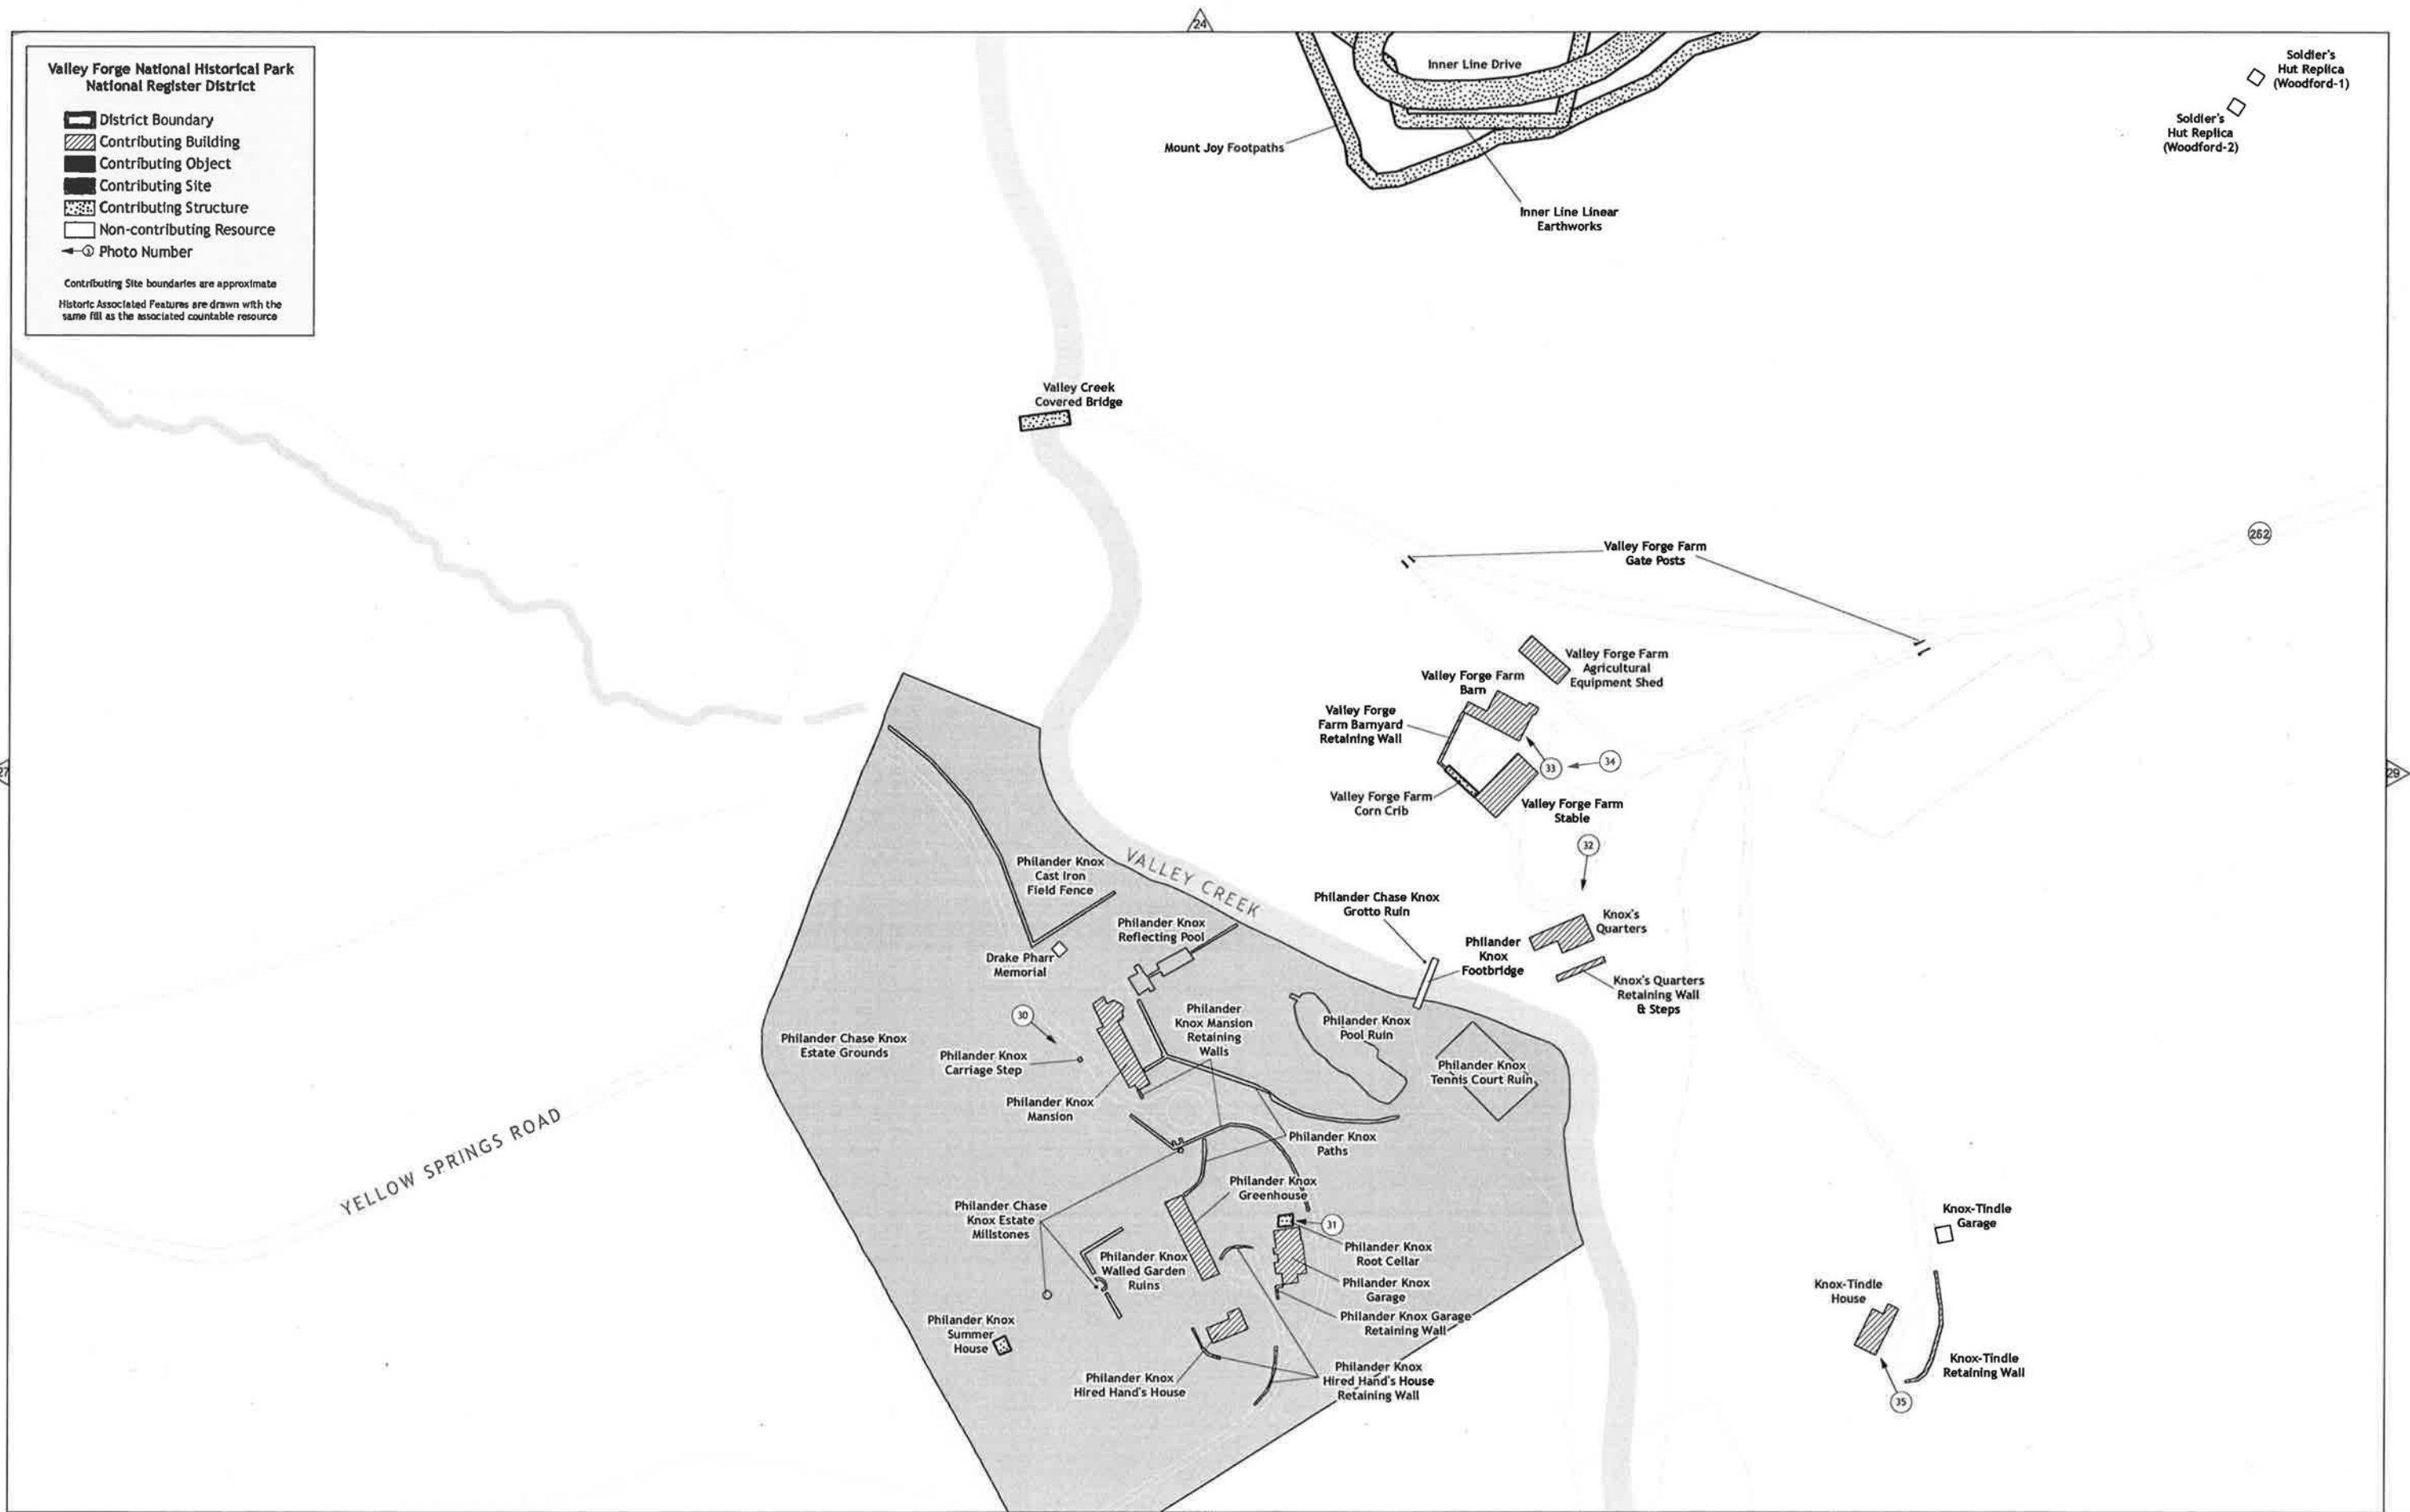 24
Valley Forge National Historical Park
National Register District
District Boundary
Contributing Building
Contributing Object
Contributing Site
Contributing Structure
Non-contributing Resource
Photo Number
Contributing Site boundaries are approximate
Historic Associated Features are drawn with the
same fill as the associated countable resource
Inner Line Drive
Soldier's
Hut Replica
(Woodford-1)
Soldier's
Hut Replica
(Woodford-2)
Mount Joy Footpaths
Inner Line Linear
Earthworks
Valley Creek
Covered Bridge
252
Valley Forge Farm
Gate Posts
Valley Forge Farm
Agricultural
Equipment Shed
Valley Forge Farm
Barn
Valley Forge
Farm Barnyard
Retaining Wall
33
34
29
Valley Forge Farm
Corn Crib
Valley Forge Farm
Stable
32
Philander Knox
Cast Iron
Field Fence
VALLEY CREEK
Philander Chase Knox
Grotto Ruin
Philander Knox
Reflecting Pool
Knox's
Quarters
Philander
Knox
Footbridge
Drake Pharr
Memorial
Knox's Quarters
Retaining Wall
& Steps
30
Philander
Knox Mansion
Retaining
Walls
Philander Knox
Pool Ruin
Philander Chase Knox
Estate Grounds
Philander Knox
Carriage Step
Philander Knox
Tennis Court Ruin
Philander Knox
Mansion
Philander Knox
Paths
YELLOW SPRINGS ROAD
Philander Knox
Greenhouse
Philander Chase
Knox Estate
Millstones
31
Knox-Tindle
Garage
Philander Knox
Walled Garden
Ruins
Philander Knox
Root Cellar
Philander Knox
Garage
Knox-Tindle
House
Philander Knox Garage
Retaining Wall
Philander Knox
Summer
House
Knox-Tindle
Retaining Wall
Philander Knox
Hired Hand's House
Philander Knox
Hired Hand's House
Retaining Wall
35